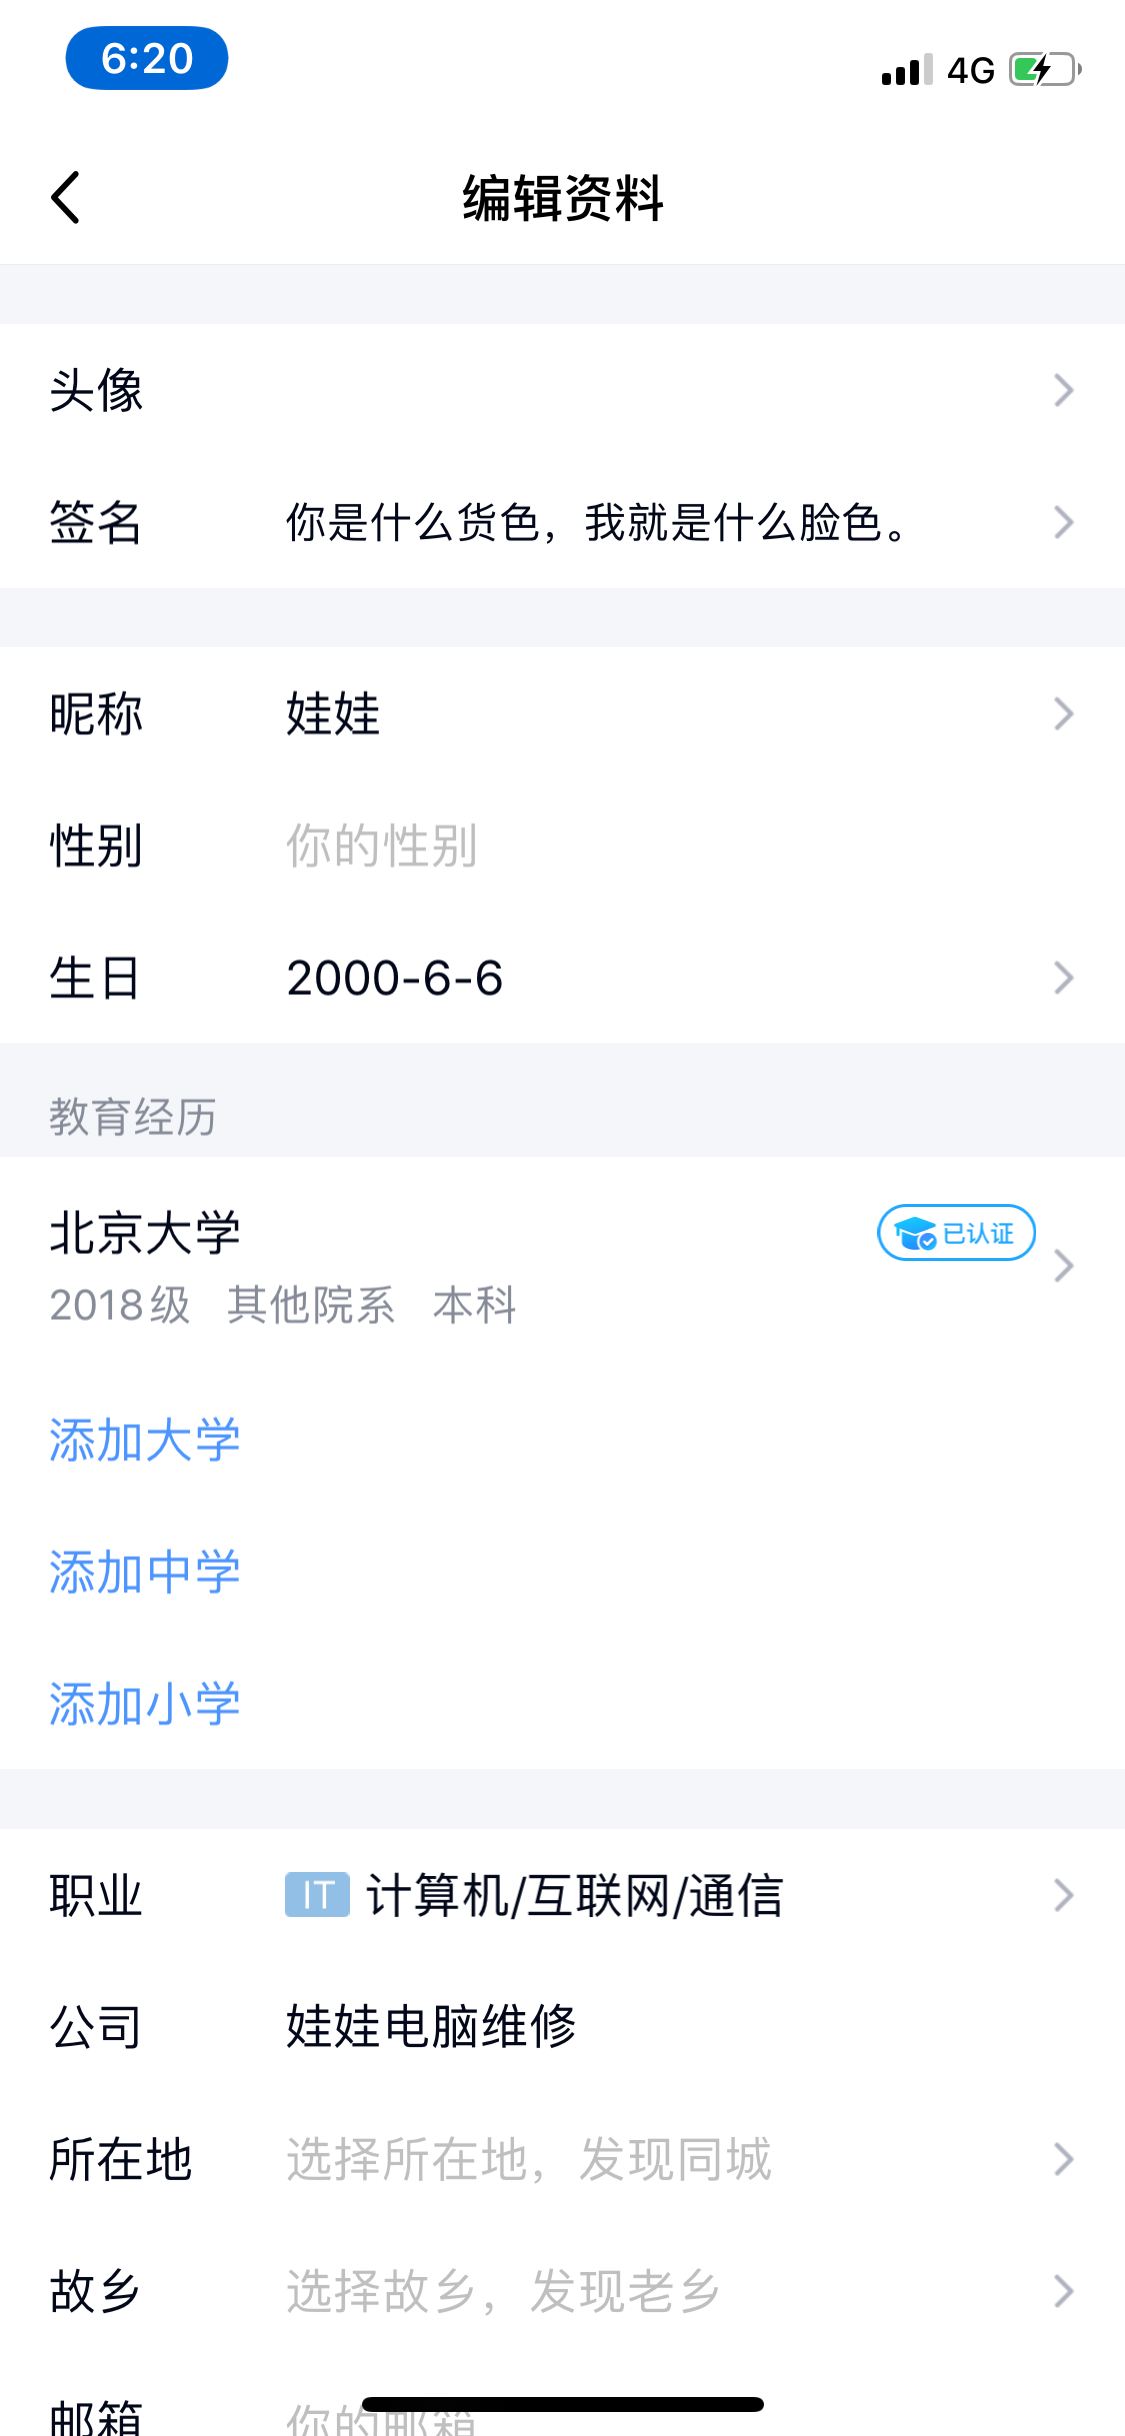 6:20
4G
编辑资料
头像
签名 你是什么货色，我就是什么脸色。
昵称 娃娃
性别 你的性别
生日 2000-6-6
教育经历
北京大学 已认证
2018级 其他院系 本科
添加大学
添加中学
添加小学
职业 IT 计算机/互联网/通信
公司 娃娃电脑维修
所在地 选择所在地，发现同城
故乡 选择故乡，发现老乡
邮箱 你的邮箱